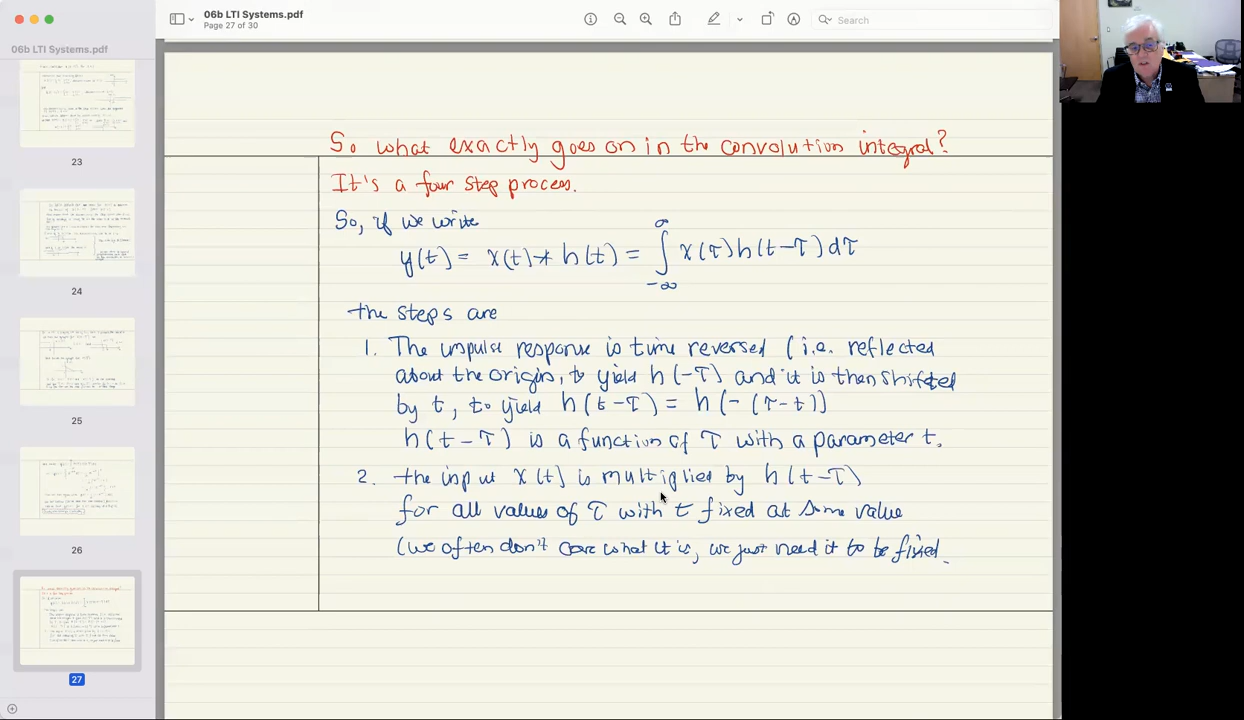 06b LTI Systems.pdf
Page 27 of 30
Search
06b LTI Systems.pdf
23
24
25
26
27
So what exactly goes on in the convolution integral?
It's a four step process.
So, if we write
y(t) = x(t) * h(t) = ∫_{-∞}^{∞} x(τ)h(t-τ)dτ
the steps are
1. The impulse response is time reversed (i.e. reflected
about the origin, to yield h(-τ) and it is then shifted
by t, to yield h(t-τ) = h(-(τ-t))
h(t-τ) is a function of τ with a parameter t.
2. the input x(t) is multiplied by h(t-τ)
for all values of τ with t fixed at some value
(we often don't care what it is, we just need it to be fixed.